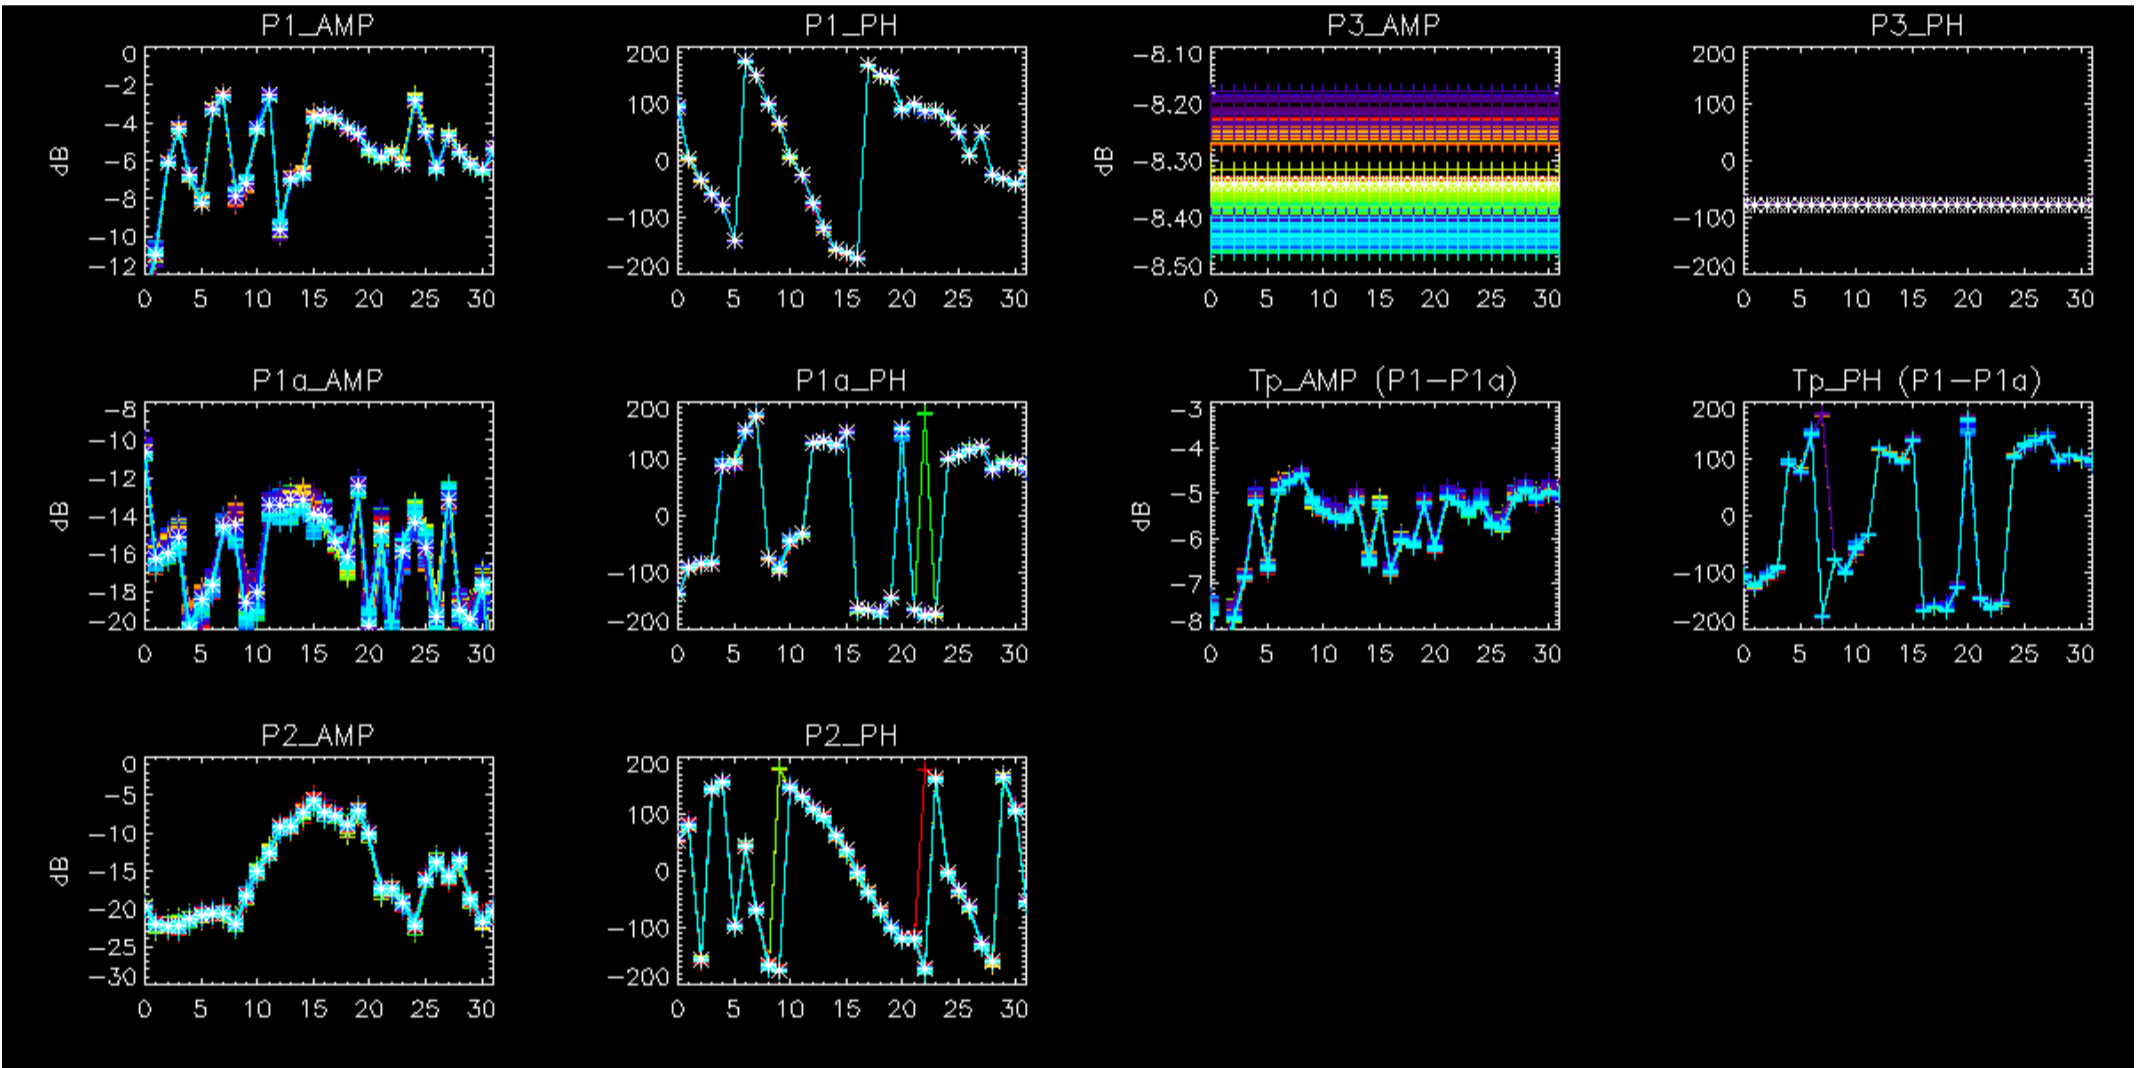 P1_AMP P1_PH P3_AMP P3_PH
0 200 -8.10 200
-2
100 -8.20 100
-4
dB -6 0 dB -8.30 0
-8
-100 -8.40 -100
-10
-12 -200 -8.50 -200
0 5 10 15 20 25 30 0 5 10 15 20 25 30 0 5 10 15 20 25 30 0 5 10 15 20 25 30
P1a_AMP P1a_PH Tp_AMP (P1-P1a) Tp_PH (P1-P1a)
-8 200 -3 200
-10
100 -4 100
-12
dB -14 0 dB -5 0
-6
-16 -100 -100
-18 -7
-20 -200 -8 -200
0 5 10 15 20 25 30 0 5 10 15 20 25 30 0 5 10 15 20 25 30 0 5 10 15 20 25 30
P2_AMP P2_PH
0 200
-5
100
-10
dB -15 0
-20 -100
-25
-30 -200
0 5 10 15 20 25 30 0 5 10 15 20 25 30